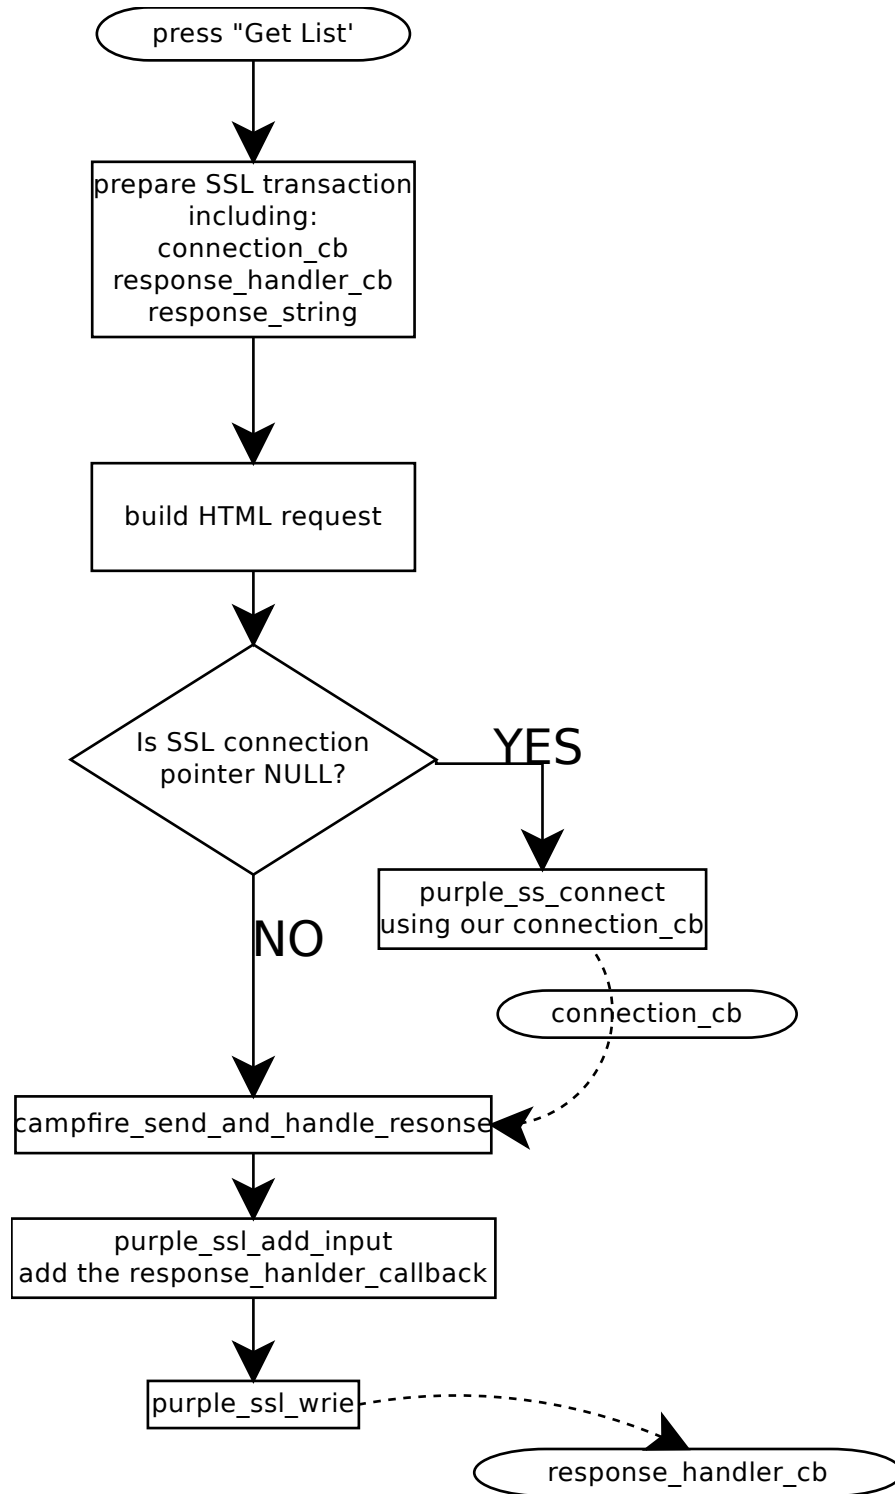 press "Get List'
prepare SSL transaction
including:
connection_cb
response_handler_cb
response_string
build HTML request
Is SSL connection
pointer NULL?
YES
purple_ss_connect
using our connection_cb
NO
connection_cb
campfire_send_and_handle_resonse
purple_ssl_add_input
add the response_hanlder_callback
purple_ssl_wrie
response_handler_cb